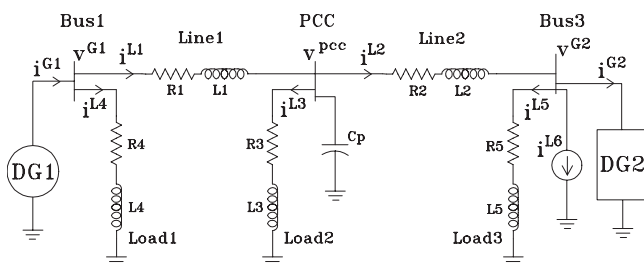 Bus1 PCC Bus3
Line1 Line2
v^G1 v^pcc v^G2
i^G1 i^L1 i^L2 i^G2
R1 L1 R2 L2
i^L4 i^L3 i^L5
Cp
R4 R3 R5 i^L6
DG1 DG2
L4 L3 L5
Load1 Load2 Load3